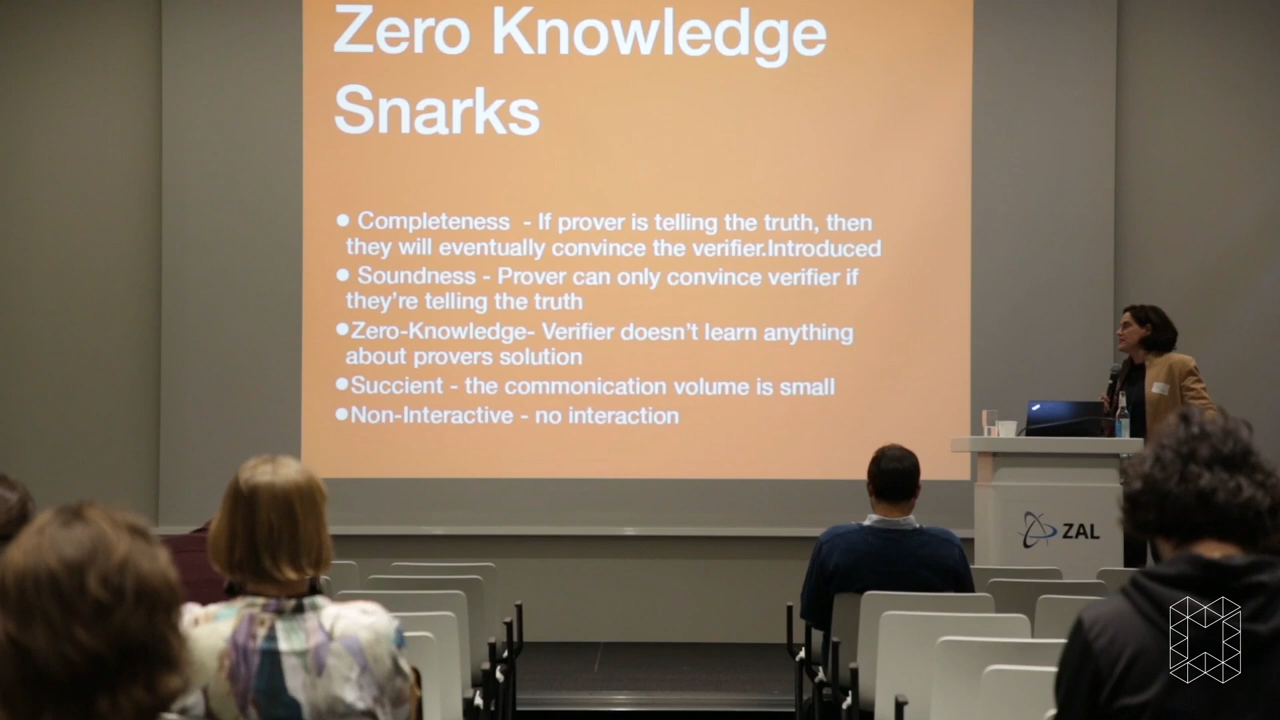 Zero Knowledge
Snarks
● Completeness - If prover is telling the truth, then
they will eventually convince the verifier.Introduced
● Soundness - Prover can only convince verifier if
they're telling the truth
●Zero-Knowledge- Verifier doesn't learn anything
about provers solution
●Succient - the commonication volume is small
●Non-Interactive - no interaction
ZAL